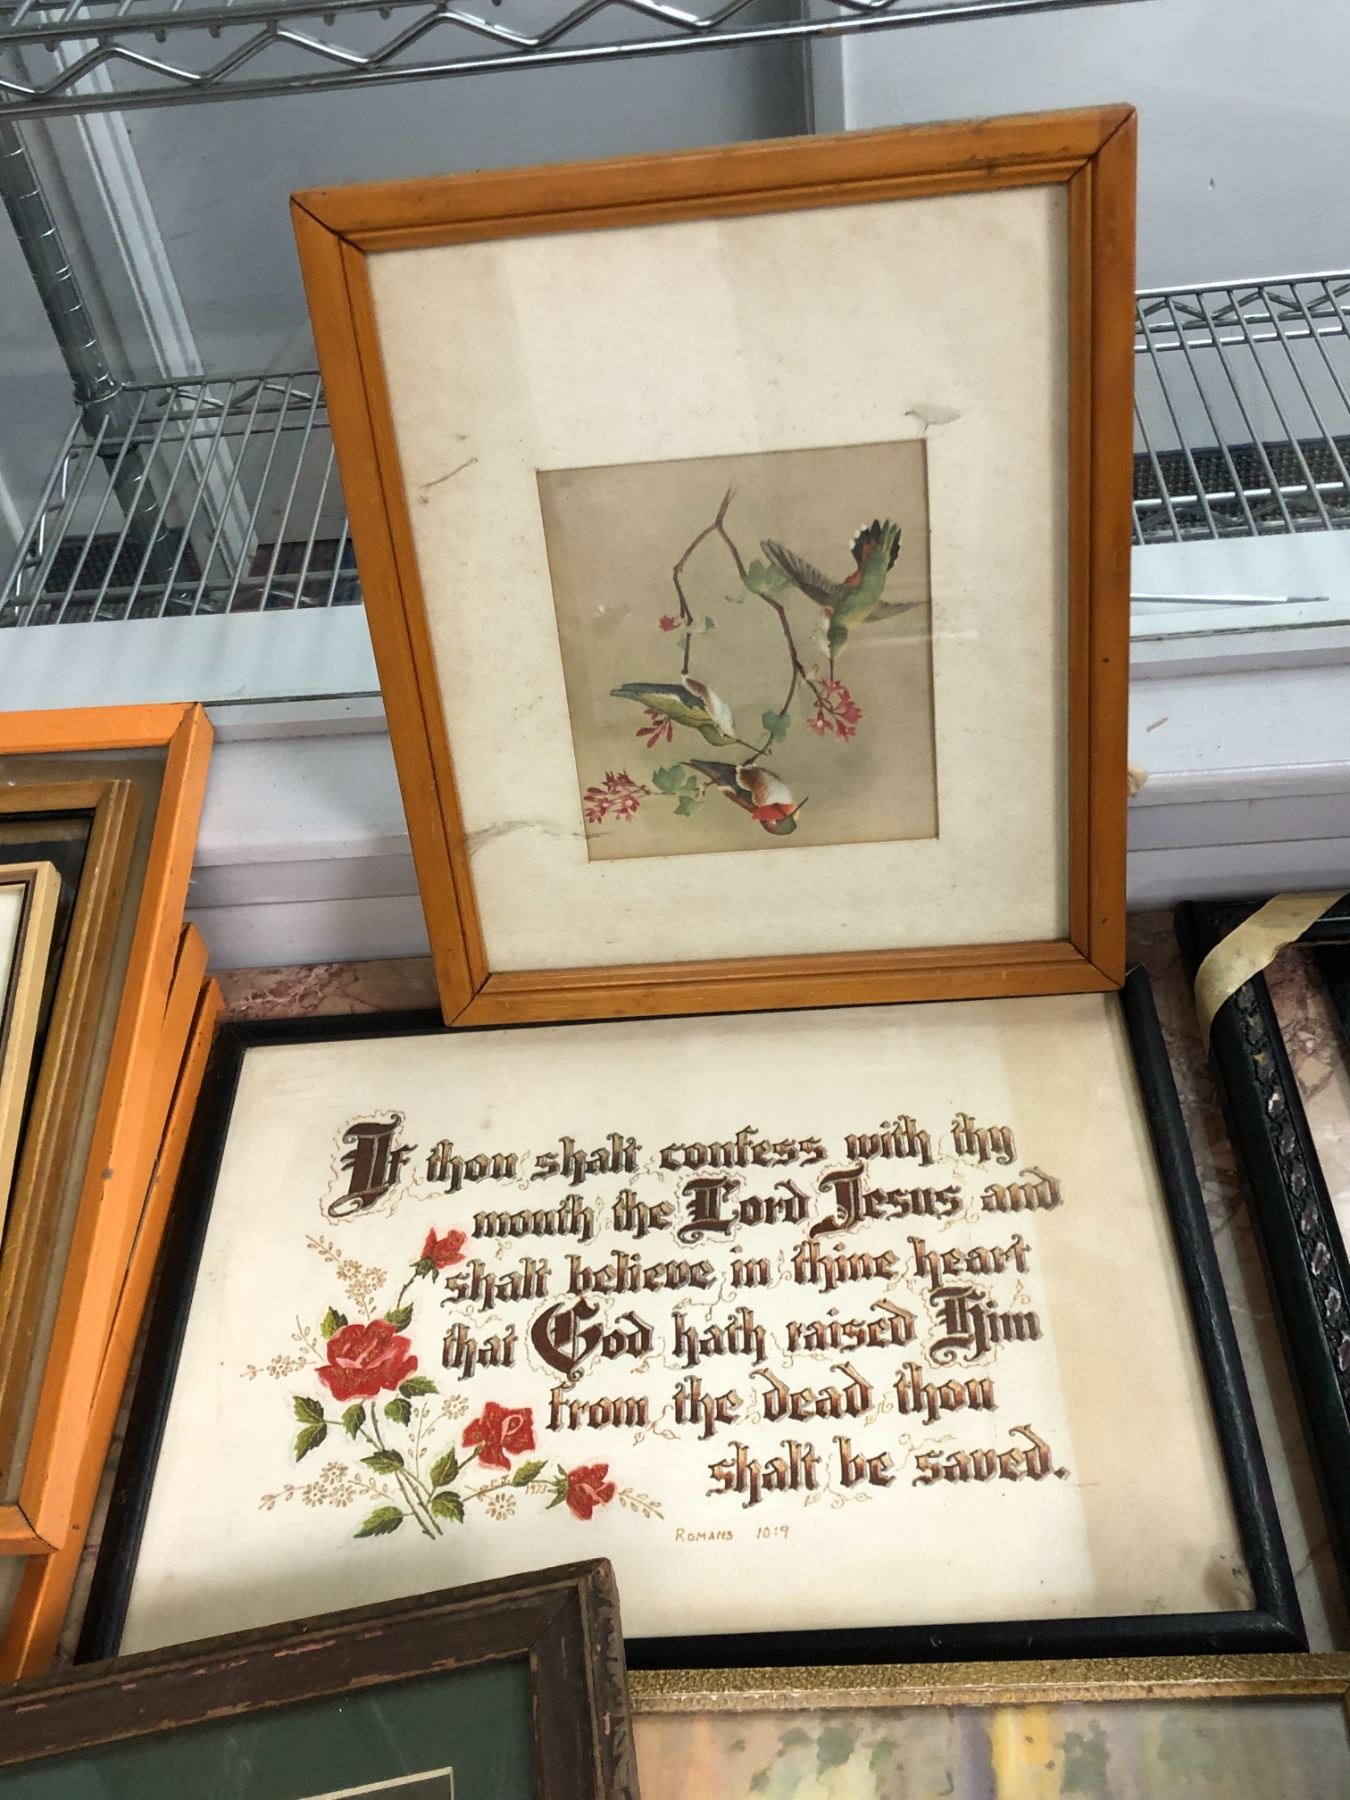 If thou shalt confess with thy
mouth the Lord Jesus and
shalt believe in thine heart
that God hath raised Him
from the dead thou
shalt be saved.
1973
Romans 10:9